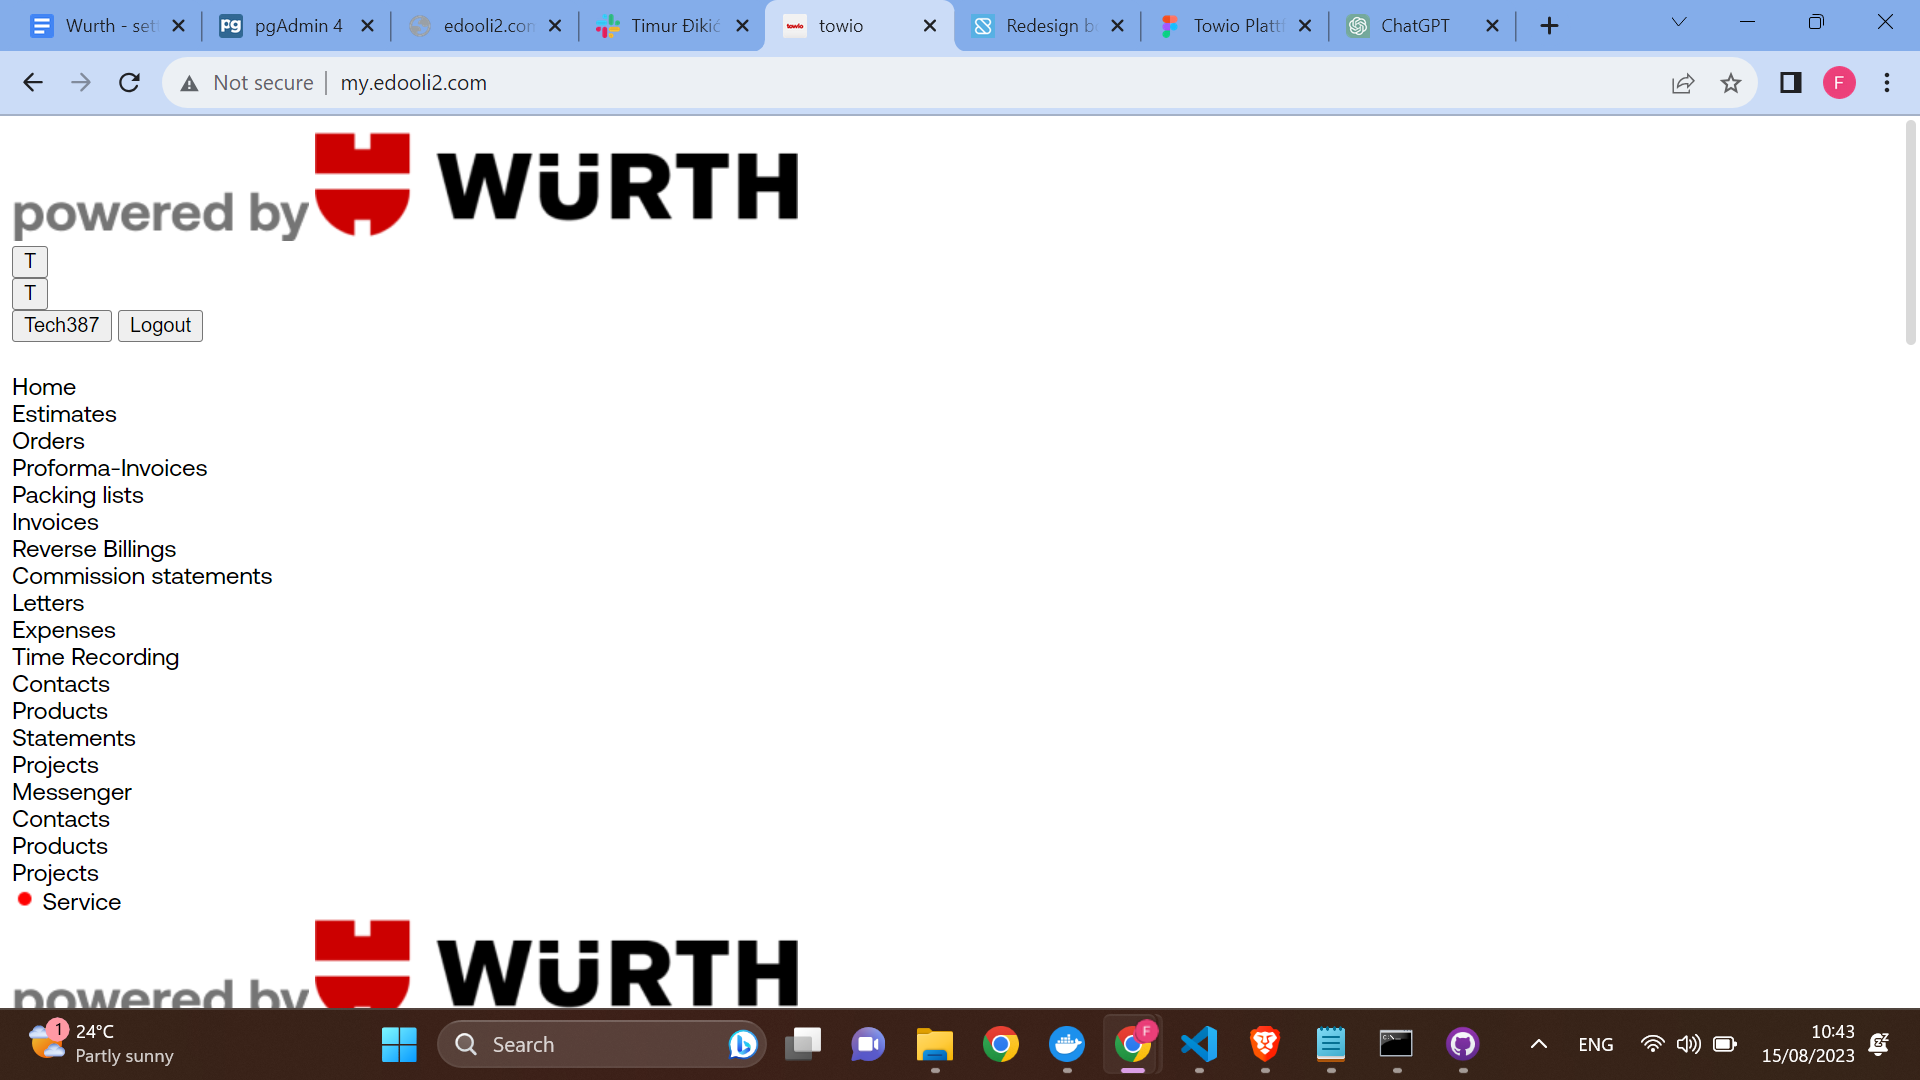 Wurth - set
pgAdmin 4
edooli2.con
Timur Đikić
towio
Redesign b
Towio Platt
ChatGPT
Not secure
my.edooli2.com
F
powered by WÜRTH
T
T
Tech387
Logout
Home
Estimates
Orders
Proforma-Invoices
Packing lists
Invoices
Reverse Billings
Commission statements
Letters
Expenses
Time Recording
Contacts
Products
Statements
Projects
Messenger
Contacts
Products
Projects
Service
powered by WÜRTH
1
24°C
Partly sunny
Search
F
ENG
10:43
15/08/2023